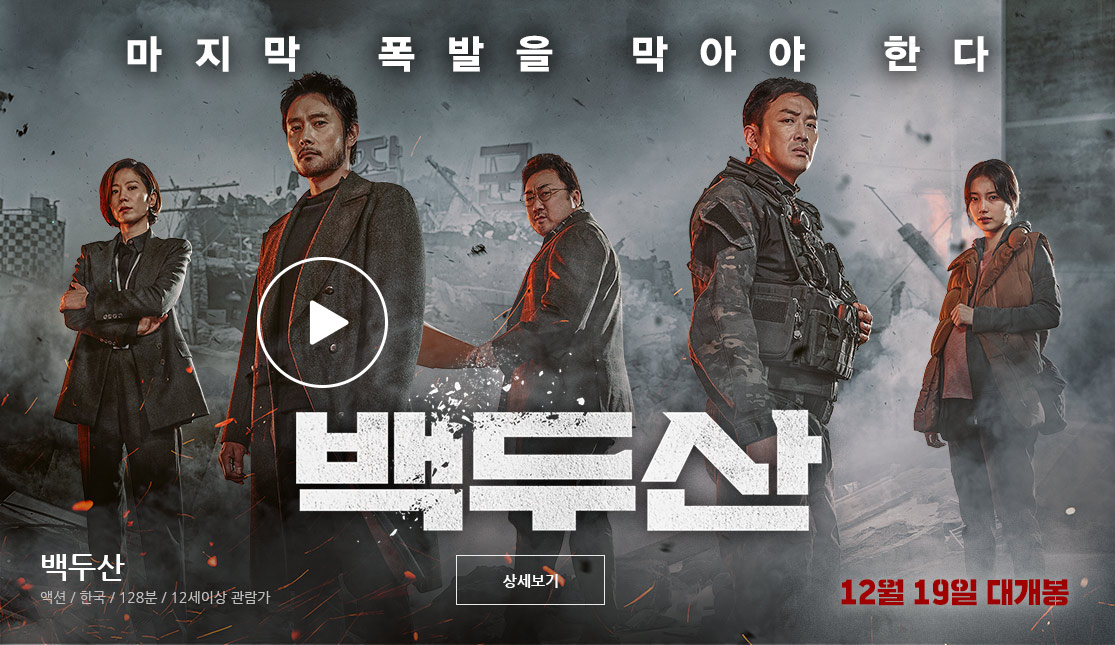 마지막 폭발을 막아야 한다
백두산
백두산
액션 / 한국 / 128분 / 12세이상 관람가
상세보기
12월 19일 대개봉